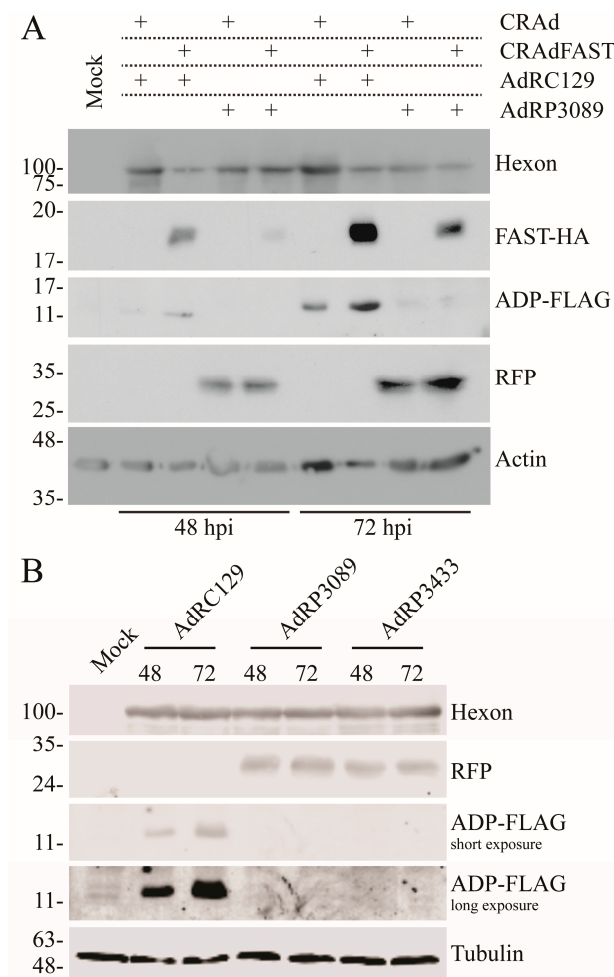 A
Mock
+ + + + CRAd
+ + + + CRAdFAST
+ + + + AdRC129
+ + + + AdRP3089
100-
75-
Hexon
20-
17-
FAST-HA
17-
11-
ADP-FLAG
35-
25-
RFP
48-
35-
Actin
48 hpi 72 hpi
B
Mock AdRC129 AdRP3089 AdRP3433
48 72 48 72 48 72
100- Hexon
35-
24-
RFP
11-
ADP-FLAG
short exposure
11-
ADP-FLAG
long exposure
63-
48-
Tubulin